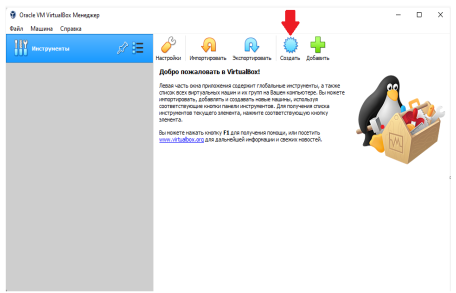 Oracle VM VirtualBox Менеджер
Файл Машина Справка
Инструменты
Настройки Импортировать Экспортировать Создать Добавить
Добро пожаловать в VirtualBox!
Левая часть окна приложения содержит глобальные инструменты, а также
список всех виртуальных машин и их групп на Вашем компьютере. Вы можете
импортировать, добавлять и создавать новые машины, используя
соответствующие кнопки панели инструментов. Для получения списка
инструментов текущего элемента, нажмите соответствующую кнопку
элемента.
Вы можете нажать кнопку F1 для получения помощи, или посетить
www.virtualbox.org для дальнейшей информации и свежих новостей.
VM